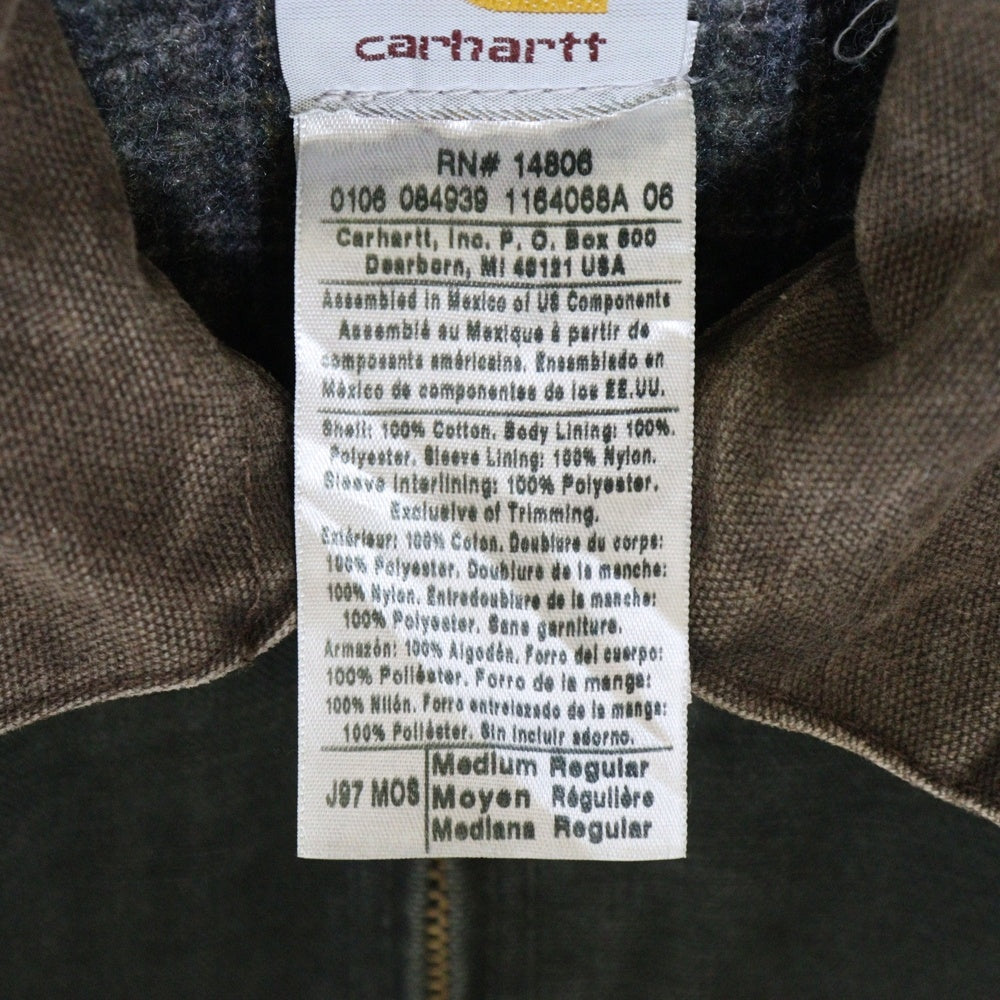 carhartt
RN# 14806
0106 084939 1164068A 06
Carhartt, Inc. P. O. Box 600
Dearborn, MI 48121 USA
Assembled in Mexico of US Components
Assemblé au Mexique à partir de
composants américains. Ensamblado en
México de componentes de los EE.UU.
Shell: 100% Cotton. Body Lining: 100%.
Polyester. Sleeve Lining: 100% Nylon.
Sleeve Interlining: 100% Polyester.
Exclusive of Trimming.
Extérieur: 100% Coton. Doublure du corps:
100% Polyester. Doublure de la manche:
100% Nylon. Entredoublure de la manche:
100% Polyester. Sans garniture.
Armazón: 100% Algodón. Forro del cuerpo:
100% Poliéster. Forro de la manga:
100% Nilón. Forro entrelazado de la manga:
100% Poliéster. Sin incluir adorno.
J97 MOS
Medium Regular
Moyen Régulière
Mediana Regular